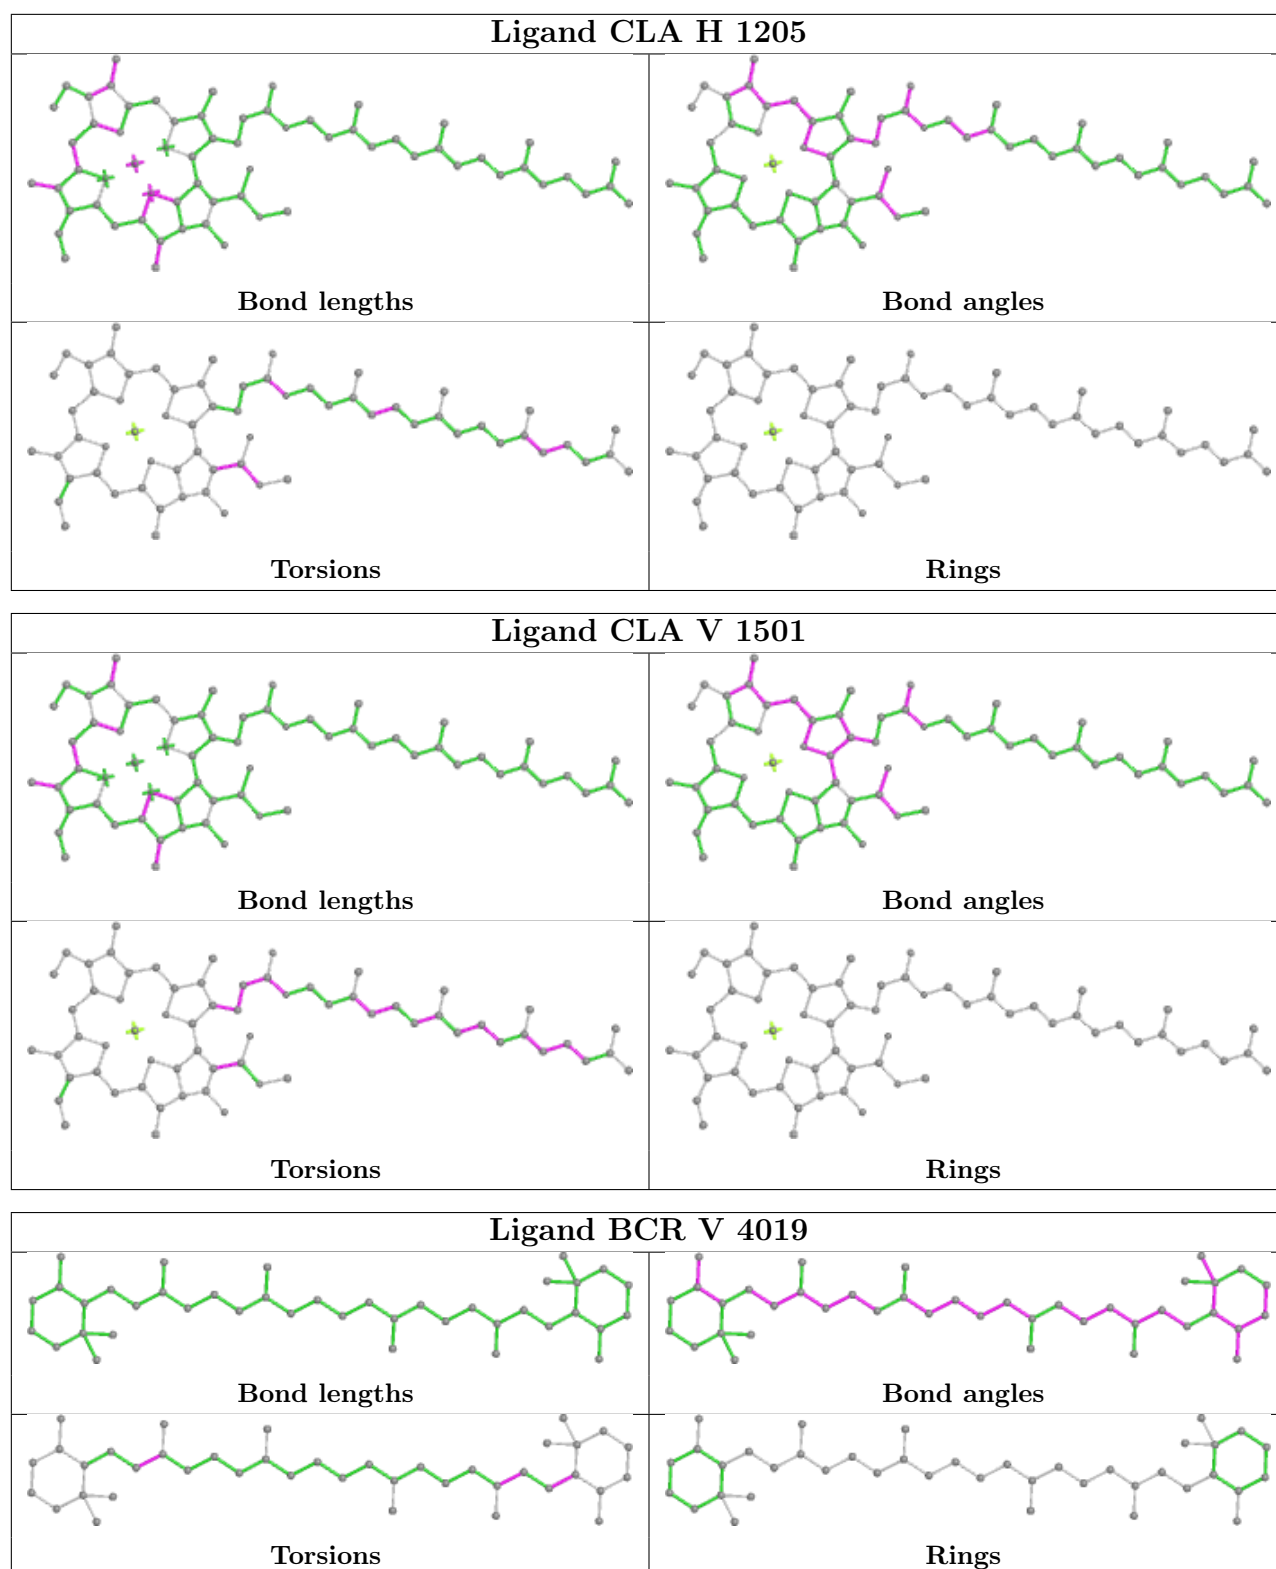 Ligand CLA H 1205
Bond lengths
Bond angles
Torsions
Rings
Ligand CLA V 1501
Bond lengths
Bond angles
Torsions
Rings
Ligand BCR V 4019
Bond lengths
Bond angles
Torsions
Rings